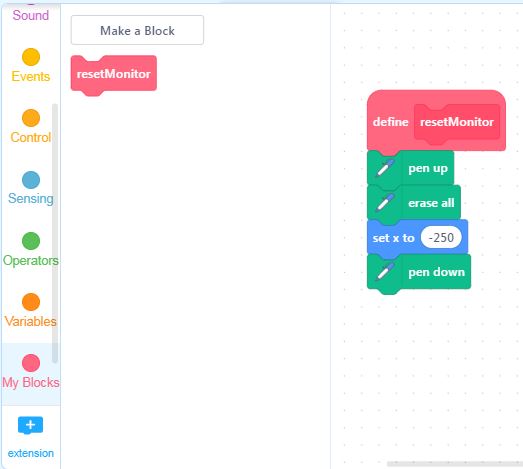 Sound
Events
Control
Sensing
Operators
Variables
My Blocks
extension
Make a Block
resetMonitor
define resetMonitor
pen up
erase all
set x to -250
pen down